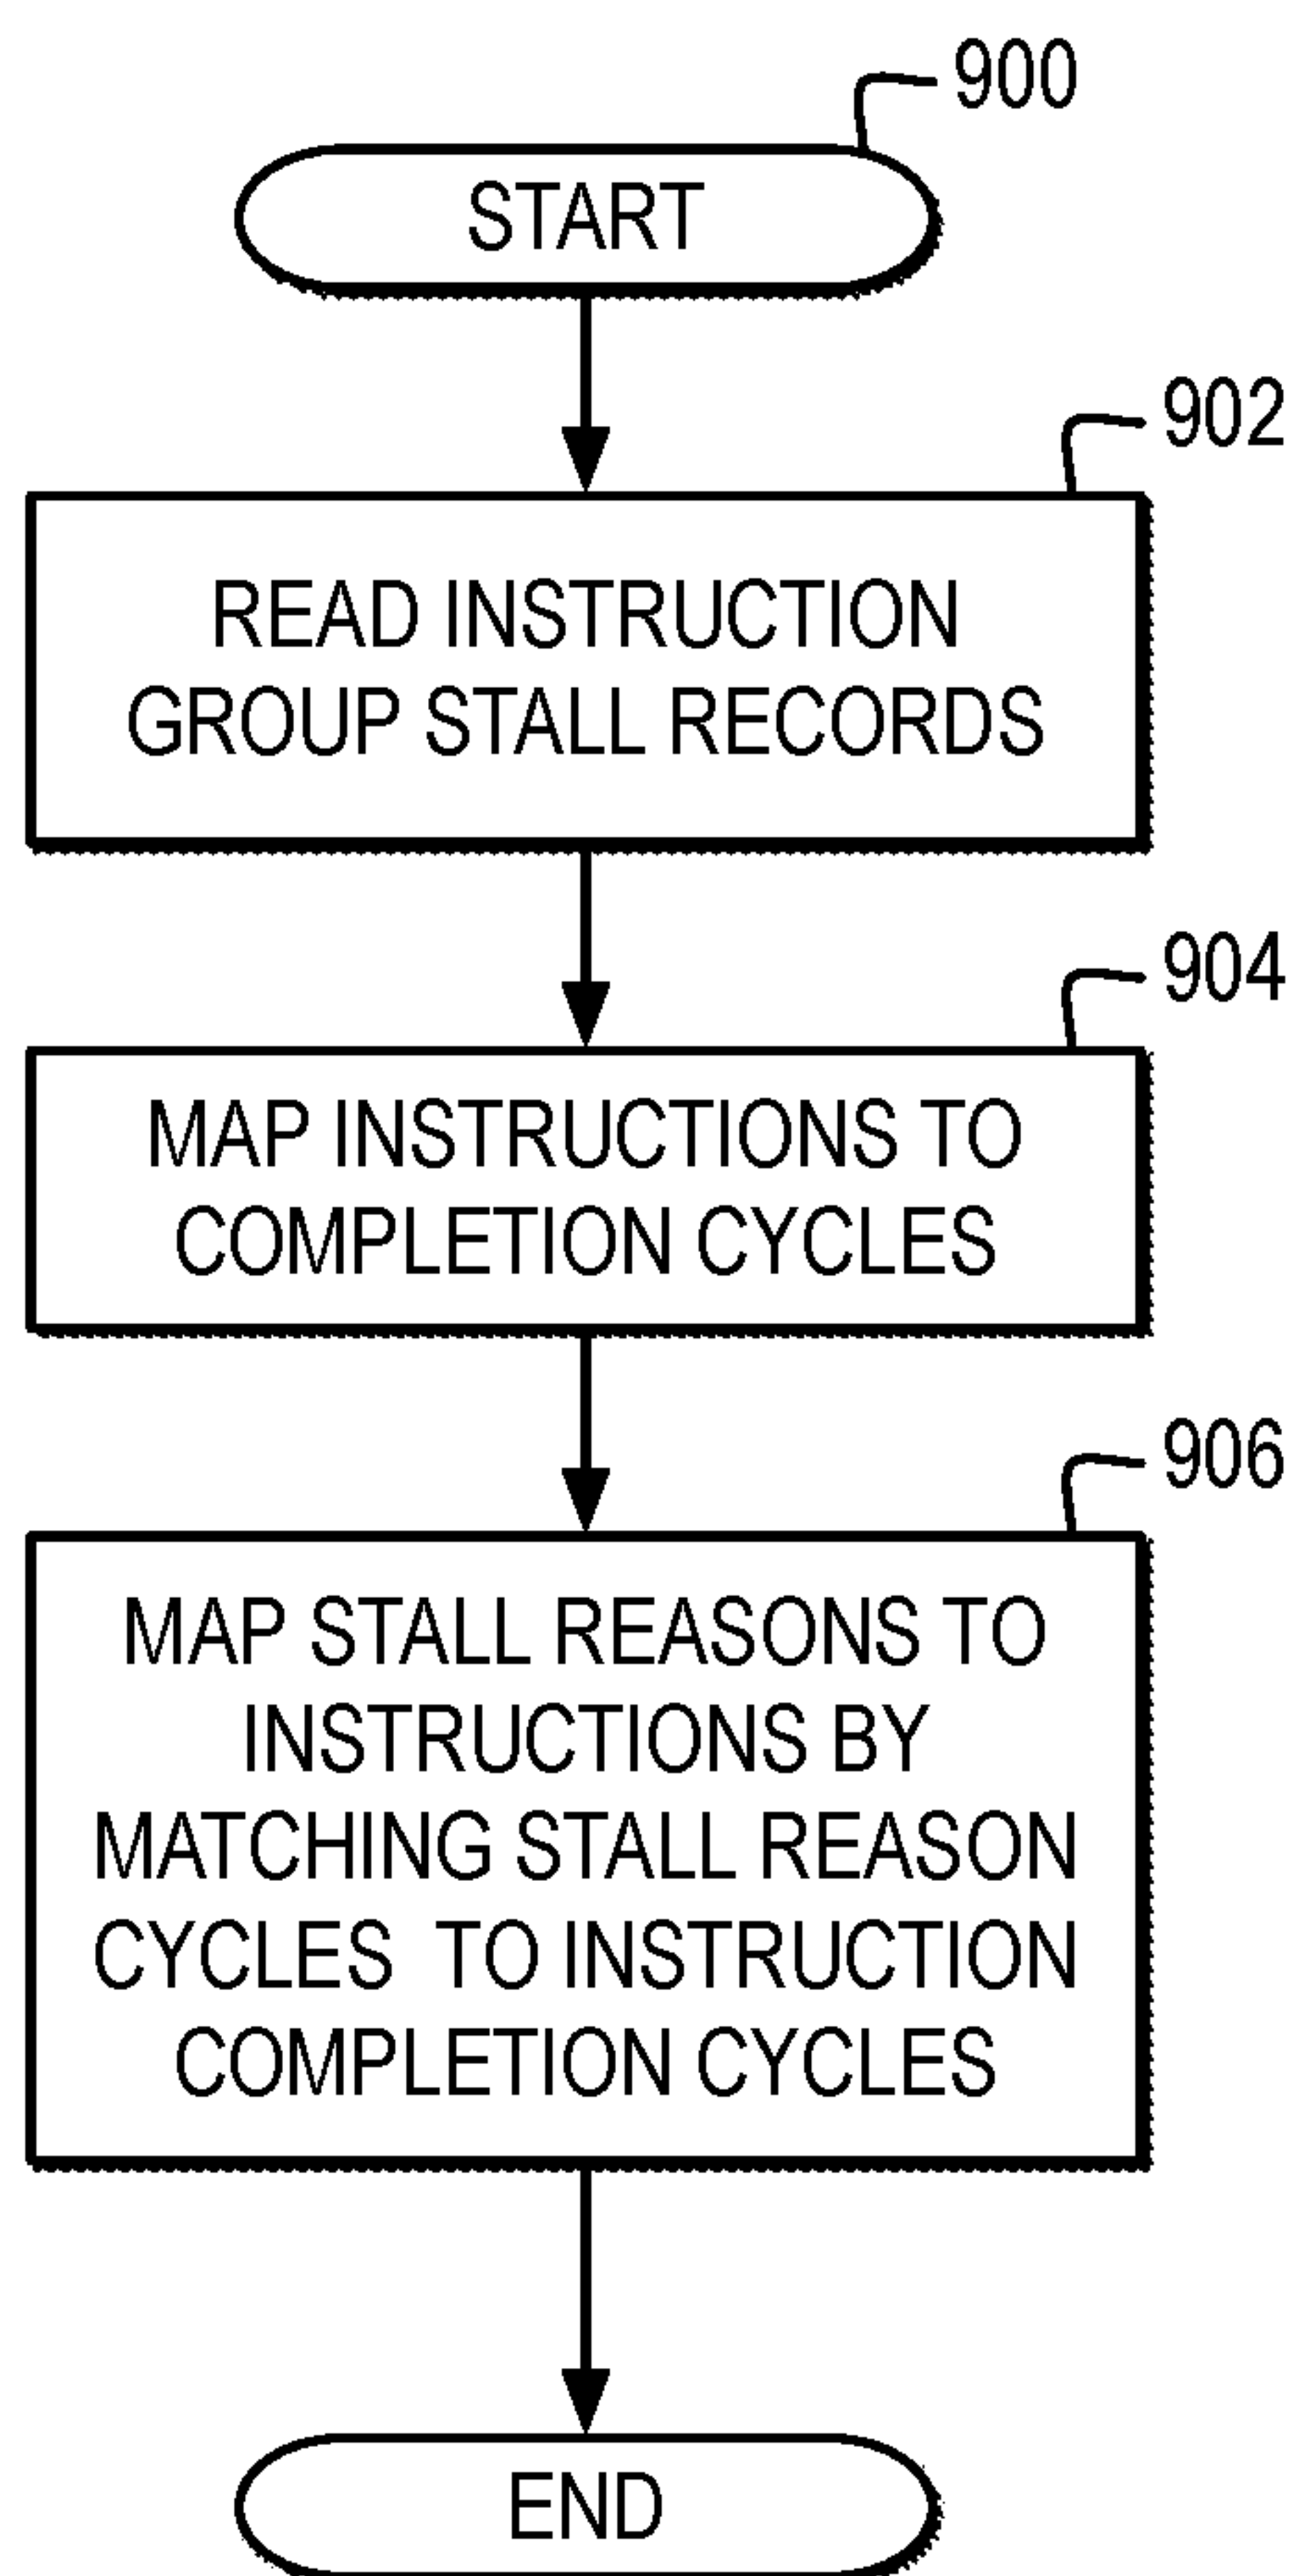 900
START
902
READ INSTRUCTION
GROUP STALL RECORDS
904
MAP INSTRUCTIONS TO
COMPLETION CYCLES
906
MAP STALL REASONS TO
INSTRUCTIONS BY
MATCHING STALL REASON
CYCLES TO INSTRUCTION
COMPLETION CYCLES
END